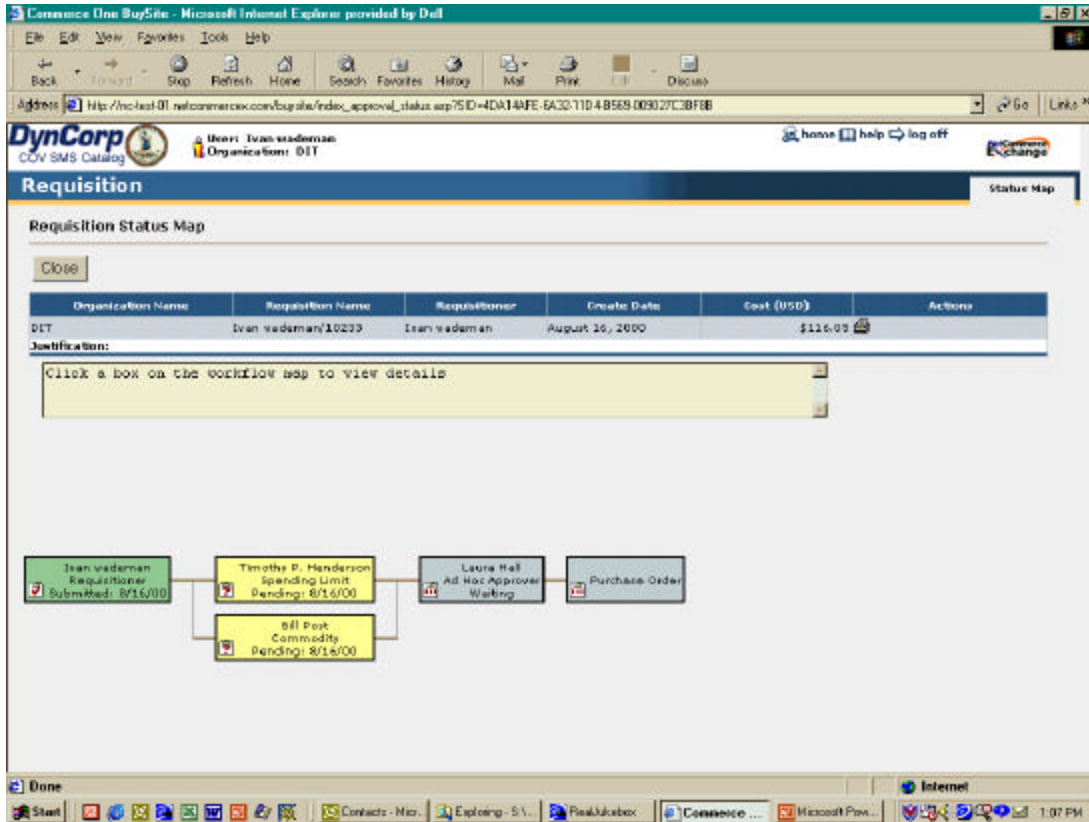 Commerce One BuySite - Microsoft Internet Explorer provided by Dell
File Edit View Favorites Tools Help
Back Forward Stop Refresh Home Search Favorites History Mail Print Edit Discuss
Address Go Links
DynCorp
COV SMS Catalog
User: Ivan wademan
Organization: DIT
home help log off
Exchange
Requisition
Status Map
Requisition Status Map
Close
Organization Name Requisition Name Requisitioner Create Date Cost (USD) Actions
DIT Ivan wademan/10233 Ivan wademan August 16, 2000
Justification:
Click a box on the workflow map to view details
Ivan wademan
Requisitioner
Submitted: 8/16/00
Timothy P. Henderson
Spending Limit
Pending: 8/16/00
Bill Post
Commodity
Pending: 8/16/00
Laura Hall
Ad Hoc Approver
Waiting
Purchase Order
Done
Internet
Start Contacts - Micr... Exploring - S:\... RealJukebox Commerce ... Microsoft Pow... 1:07 PM